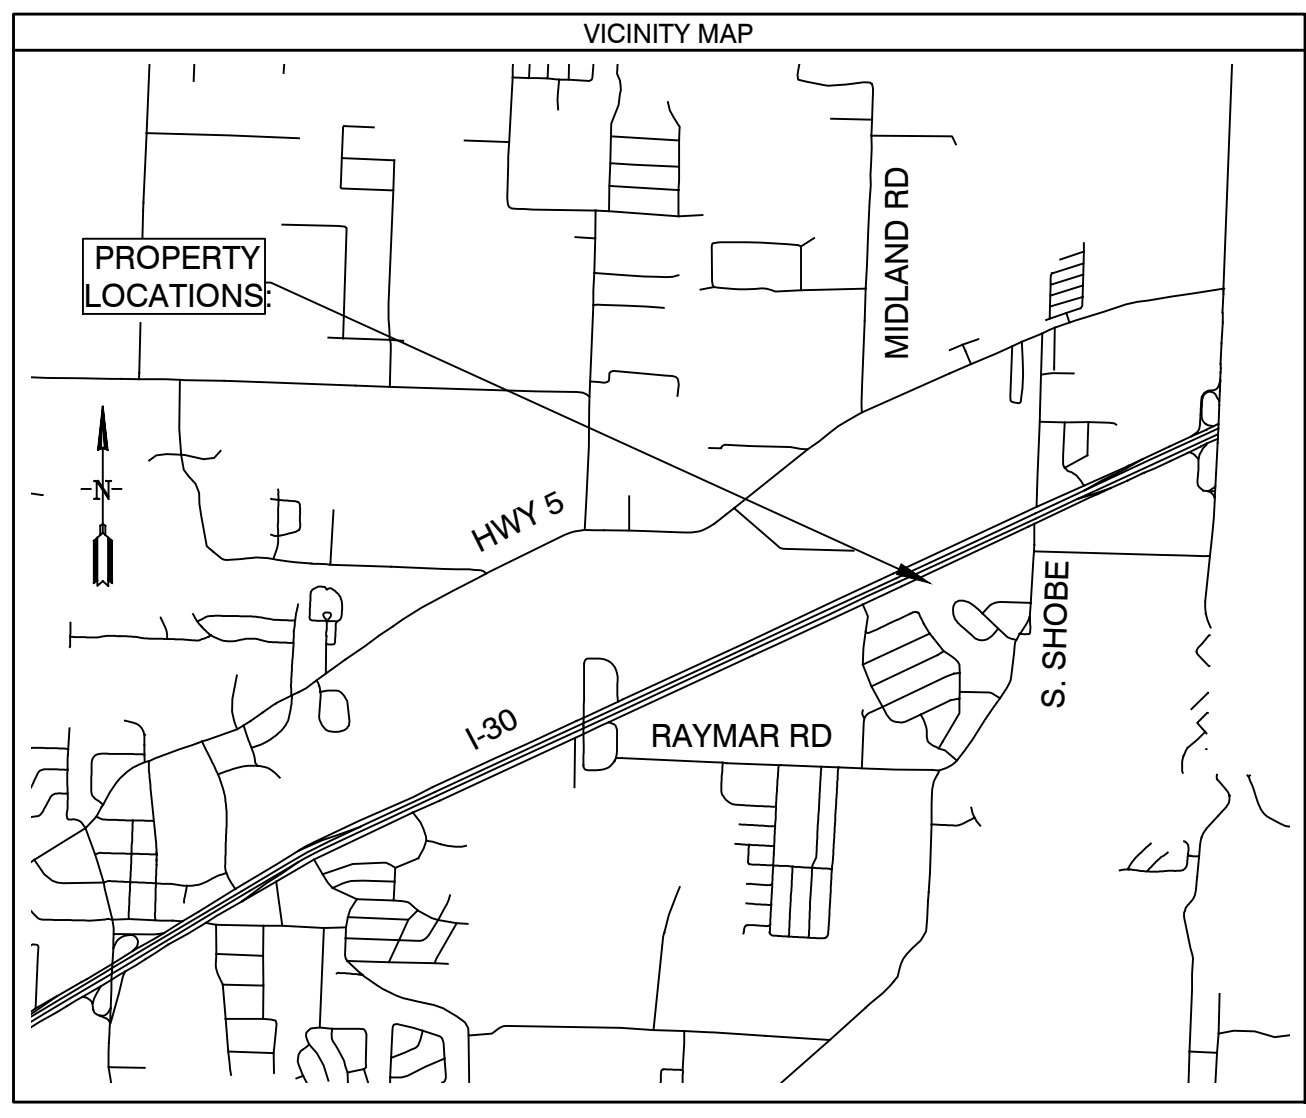 VICINITY MAP
MIDLAND RD
PROPERTY
LOCATIONS:
N
HWY 5
S. SHOBE
I-30
RAYMAR RD